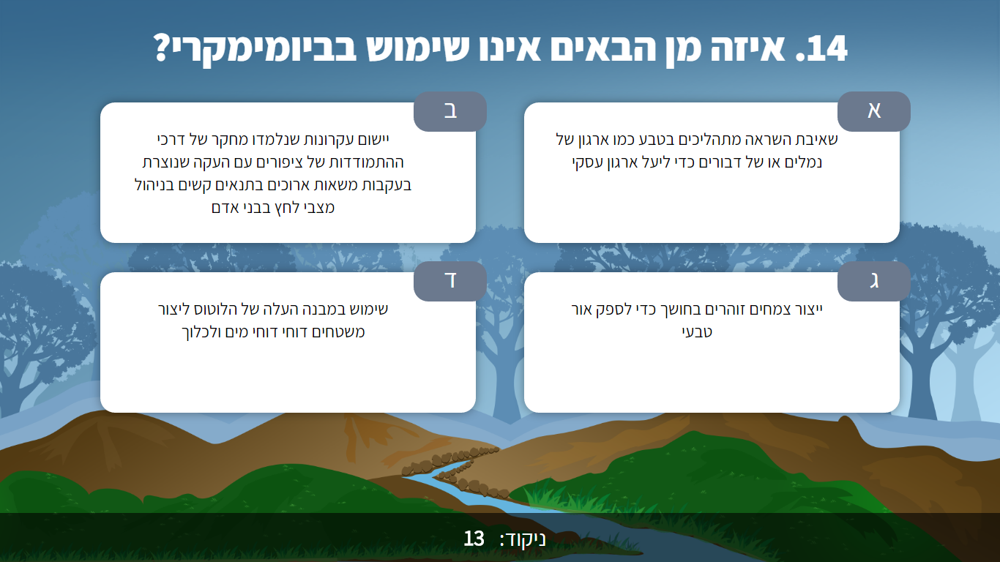 14. איזה מן הבאים אינו שימוש בביומימקרי?
א
שאיבת השראה מתהליכים בטבע כמו ארגון של
נמלים או של דבורים כדי ליעל ארגון עסקי
ב
יישום עקרונות שנלמדו מחקר של דרכי
ההתמודדות של ציפורים עם העקה שנוצרת
בעקבות משאות ארוכים בתנאים קשים בניהול
מצבי לחץ בבני אדם
ג
ייצור צמחים זוהרים בחושך כדי לספק אור
טבעי
ד
שימוש במבנה העלה של הלוטוס ליצור
משטחים דוחי דוחי מים ולכלוך
ניקוד: 13